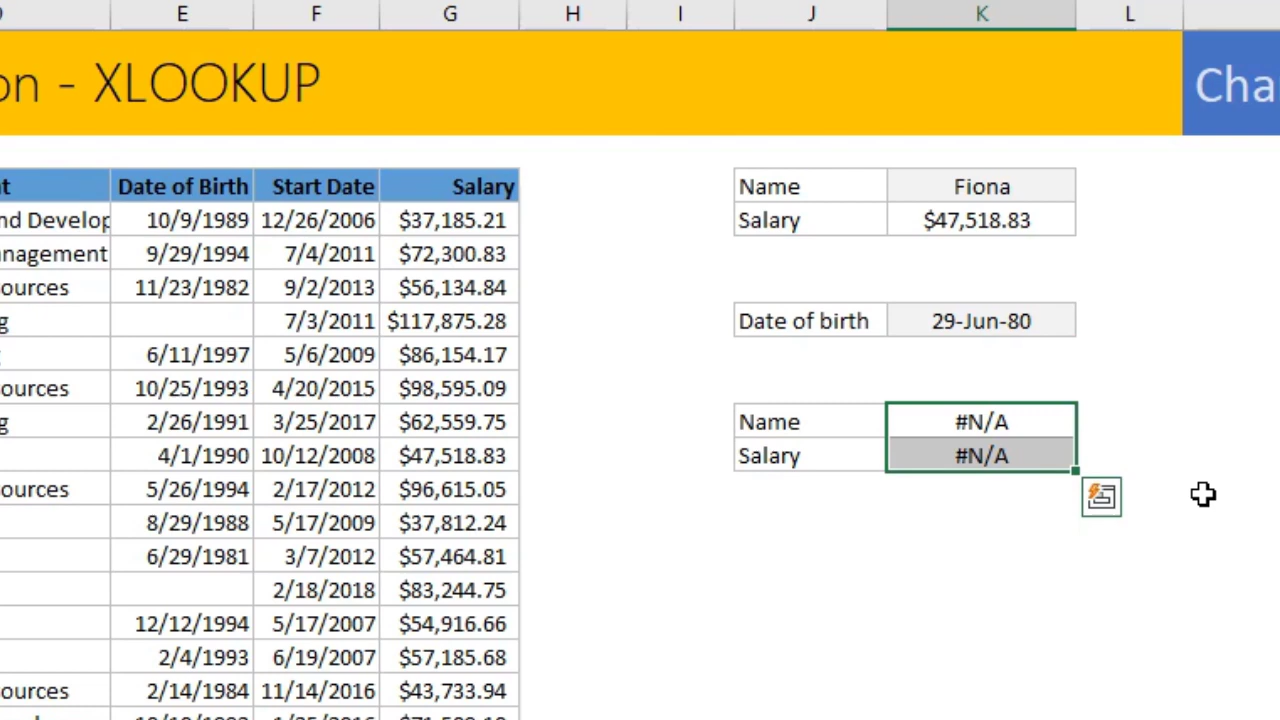 E F G H I J K L
on - XLOOKUP
Cha
t Date of Birth Start Date Salary Name Fiona
nd Develop 10/9/1989 12/26/2006 $37,185.21 Salary $47,518.83
nagement 9/29/1994 7/4/2011 $72,300.83
ources 11/23/1982 9/2/2013 $56,134.84
g 7/3/2011 $117,875.28 Date of birth 29-Jun-80
6/11/1997 5/6/2009 $86,154.17
ources 10/25/1993 4/20/2015 $98,595.09
g 2/26/1991 3/25/2017 $62,559.75 Name #N/A
4/1/1990 10/12/2008 $47,518.83 Salary #N/A
ources 5/26/1994 2/17/2012 $96,615.05
8/29/1988 5/17/2009 $37,812.24
6/29/1981 3/7/2012 $57,464.81
2/18/2018 $83,244.75
12/12/1994 5/17/2007 $54,916.66
2/4/1993 6/19/2007 $57,185.68
ources 2/14/1984 11/14/2016 $43,733.94